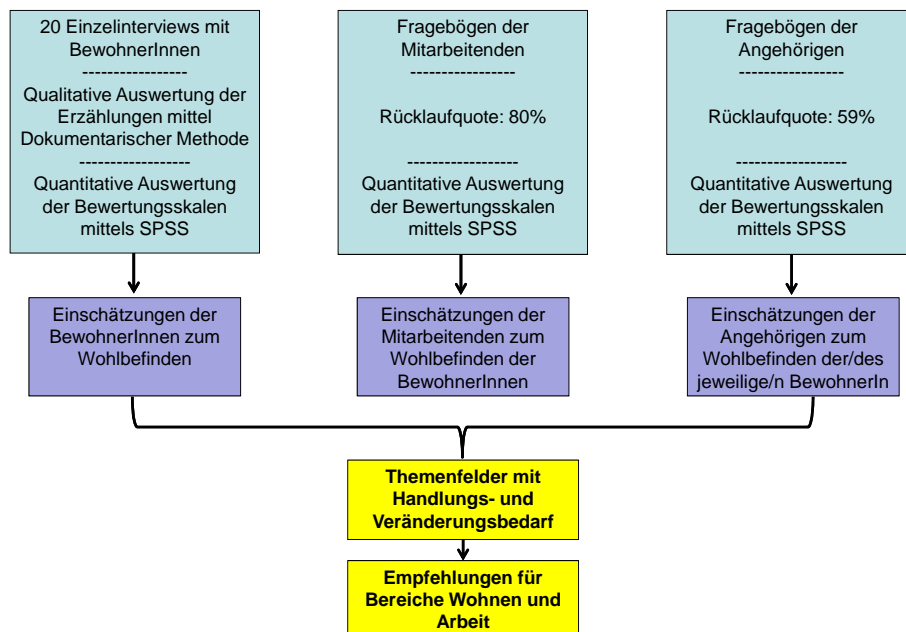 20 Einzelinterviews mit
BewohnerInnen
-----------------
Qualitative Auswertung der
Erzählungen mittel
Dokumentarischer Methode
------------------
Quantitative Auswertung
der Bewertungsskalen
mittels SPSS
Fragebögen der
Mitarbeitenden
-----------------
Rücklaufquote: 80%
------------------
Quantitative Auswertung
der Bewertungsskalen
mittels SPSS
Fragebögen der
Angehörigen
-----------------
Rücklaufquote: 59%
------------------
Quantitative Auswertung
der Bewertungsskalen
mittels SPSS
Einschätzungen der
BewohnerInnen zum
Wohlbefinden
Einschätzungen der
Mitarbeitenden zum
Wohlbefinden der
BewohnerInnen
Einschätzungen der
Angehörigen zum
Wohlbefinden der/des
jeweilige/n BewohnerIn
Themenfelder mit
Handlungs- und
Veränderungsbedarf
Empfehlungen für
Bereiche Wohnen und
Arbeit